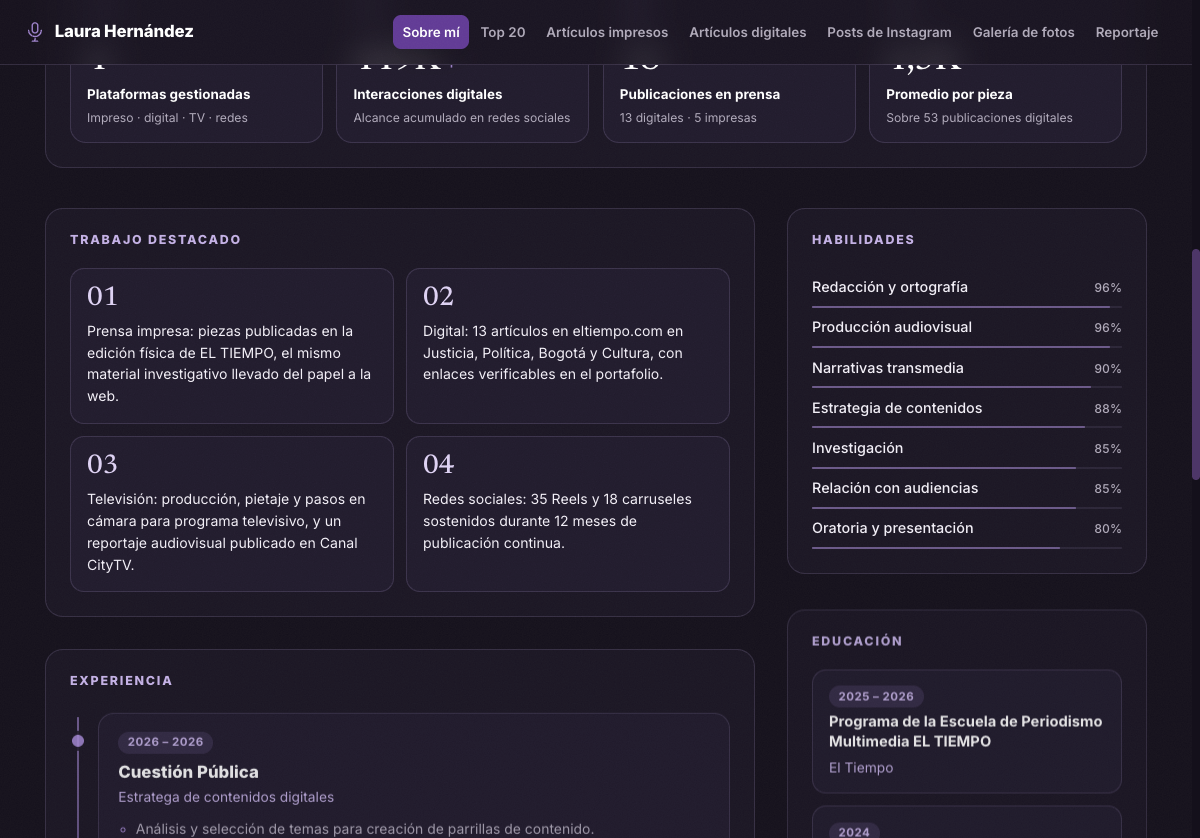 Laura Hernández
Sobre mí
Top 20
Artículos impresos
Artículos digitales
Posts de Instagram
Galería de fotos
Reportaje
Plataformas gestionadas
Impreso · digital · TV · redes
Interacciones digitales
Alcance acumulado en redes sociales
Publicaciones en prensa
13 digitales · 5 impresas
Promedio por pieza
Sobre 53 publicaciones digitales
TRABAJO DESTACADO
01
Prensa impresa: piezas publicadas en la
edición física de EL TIEMPO, el mismo
material investigativo llevado del papel a la
web.
02
Digital: 13 artículos en eltiempo.com en
Justicia, Política, Bogotá y Cultura, con
enlaces verificables en el portafolio.
03
Televisión: producción, pietaje y pasos en
cámara para programa televisivo, y un
reportaje audiovisual publicado en Canal
CityTV.
04
Redes sociales: 35 Reels y 18 carruseles
sostenidos durante 12 meses de
publicación continua.
HABILIDADES
Redacción y ortografía 96%
Producción audiovisual 96%
Narrativas transmedia 90%
Estrategia de contenidos 88%
Investigación 85%
Relación con audiencias 85%
Oratoria y presentación 80%
EXPERIENCIA
2026 – 2026
Cuestión Pública
Estratega de contenidos digitales
Análisis y selección de temas para creación de parrillas de contenido.
EDUCACIÓN
2025 – 2026
Programa de la Escuela de Periodismo
Multimedia EL TIEMPO
El Tiempo
2024